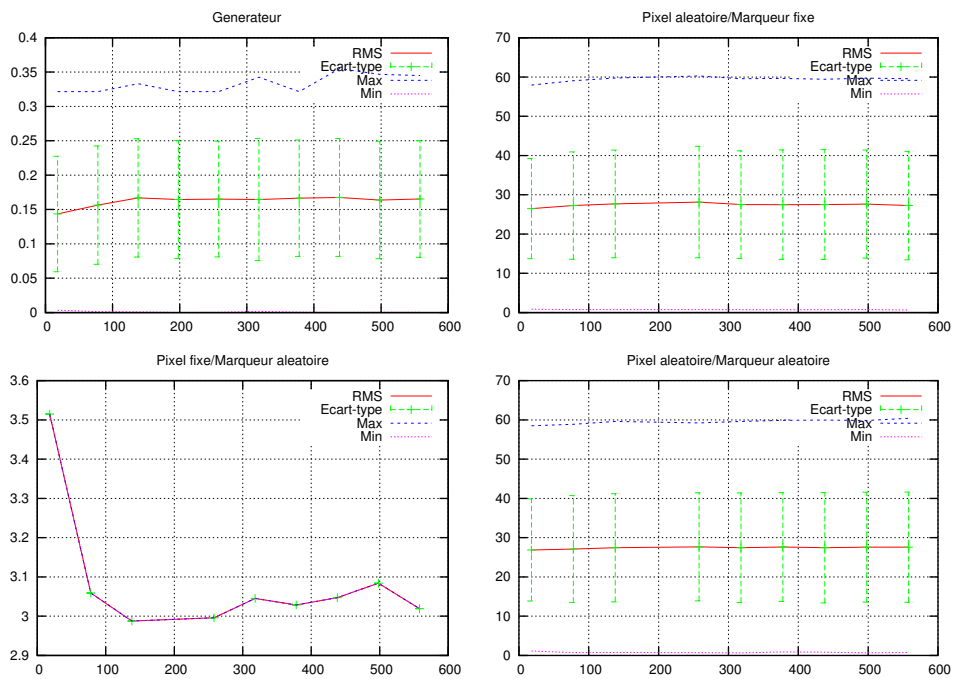 Generateur
0.4
0.35
0.3
0.25
0.2
0.15
0.1
0.05
0
0 100 200 300 400 500 600
RMS
Ecart-type
Max
Min
Pixel aleatoire/Marqueur fixe
70
60
50
40
30
20
10
0
0 100 200 300 400 500 600
RMS
Ecart-type
Max
Min
Pixel fixe/Marqueur aleatoire
3.6
3.5
3.4
3.3
3.2
3.1
3
2.9
0 100 200 300 400 500 600
RMS
Ecart-type
Max
Min
Pixel aleatoire/Marqueur aleatoire
70
60
50
40
30
20
10
0
0 100 200 300 400 500 600
RMS
Ecart-type
Max
Min